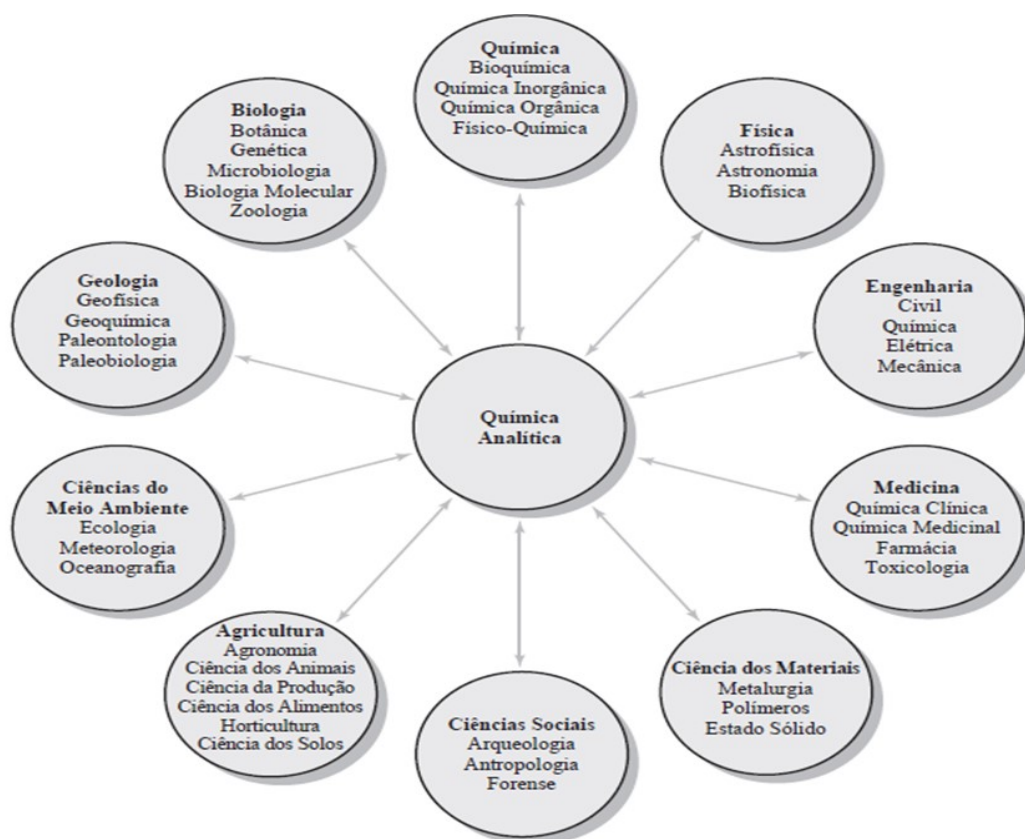 Química
Bioquímica
Química Inorgânica
Química Orgânica
Físico-Química
Biologia
Botânica
Genética
Microbiologia
Biologia Molecular
Zoologia
Física
Astrofísica
Astronomia
Biofísica
Geologia
Geofísica
Geoquímica
Paleontologia
Paleobiologia
Engenharia
Civil
Química
Elétrica
Mecânica
Química
Analítica
Ciências do
Meio Ambiente
Ecologia
Meteorologia
Oceanografia
Medicina
Química Clínica
Química Medicinal
Farmácia
Toxicologia
Agricultura
Agronomia
Ciência dos Animais
Ciência da Produção
Ciência dos Alimentos
Horticultura
Ciência dos Solos
Ciências Sociais
Arqueologia
Antropologia
Forense
Ciência dos Materiais
Metalurgia
Polímeros
Estado Sólido